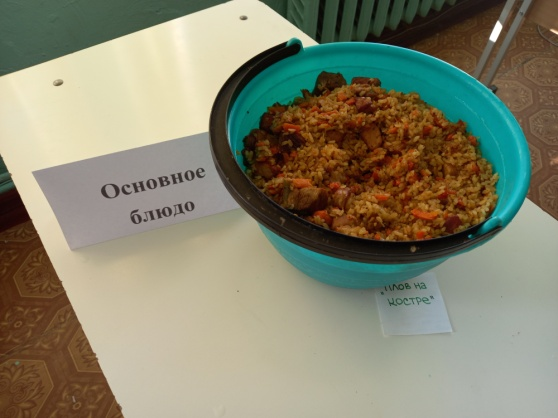 Основное
блюдо
"Плов на
костре"